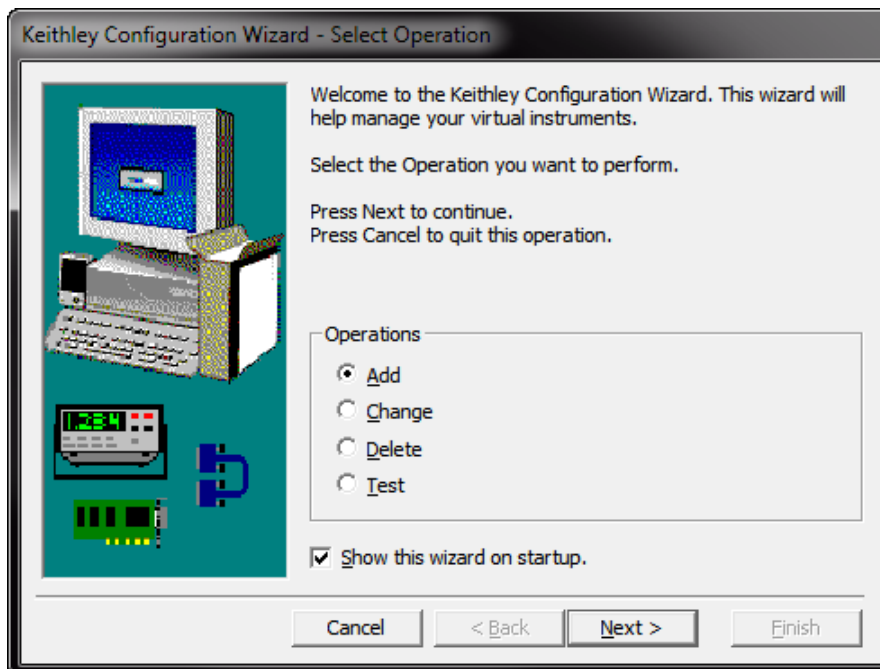 Keithley Configuration Wizard - Select Operation
Welcome to the Keithley Configuration Wizard. This wizard will
help manage your virtual instruments.
Select the Operation you want to perform.
Press Next to continue.
Press Cancel to quit this operation.
Operations
Add
Change
Delete
Test
Show this wizard on startup.
Cancel
< Back
Next >
Finish
1.234